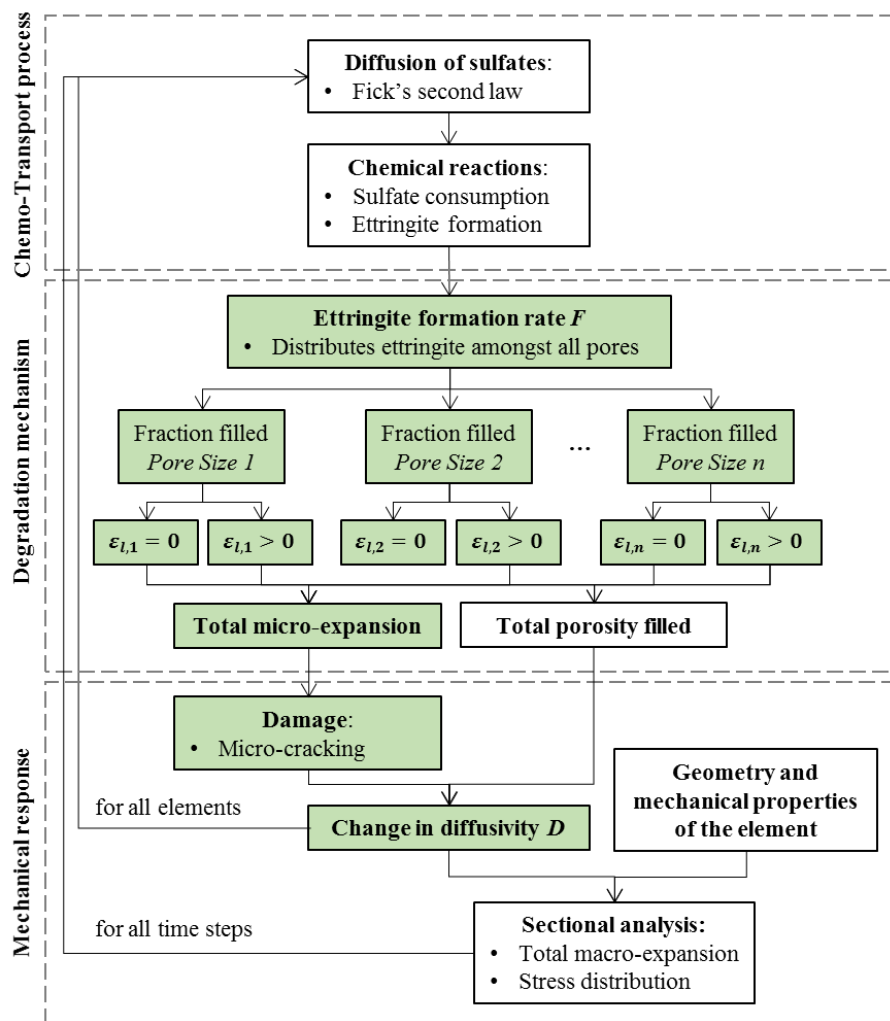 Chemo-Transport process
Diffusion of sulfates:
• Fick's second law
Chemical reactions:
• Sulfate consumption
• Ettringite formation
Degradation mechanism
Ettringite formation rate F
• Distributes ettringite amongst all pores
Fraction filled
Pore Size 1
Fraction filled
Pore Size 2
...
Fraction filled
Pore Size n
εl,1 = 0
εl,1 > 0
εl,2 = 0
εl,2 > 0
εl,n = 0
εl,n > 0
Total micro-expansion
Total porosity filled
Mechanical response
Damage:
• Micro-cracking
Geometry and
mechanical properties
of the element
for all elements
Change in diffusivity D
for all time steps
Sectional analysis:
• Total macro-expansion
• Stress distribution